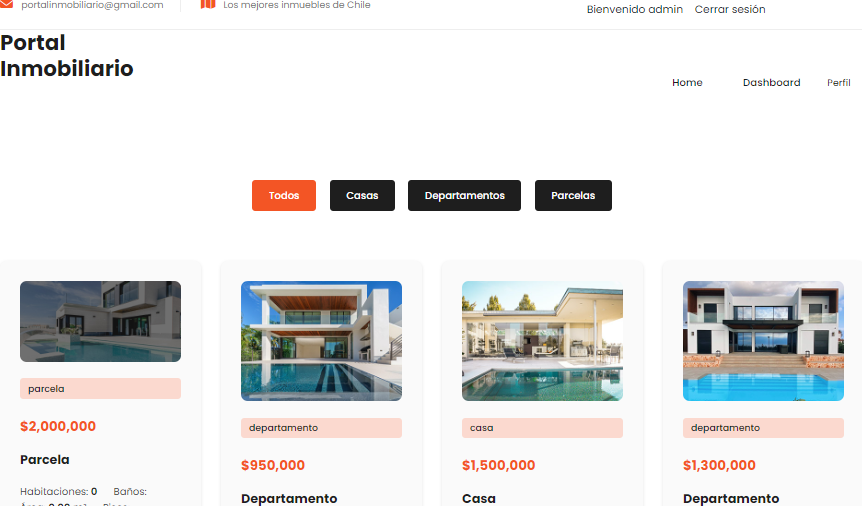 portalinmobiliario@gmail.com Los mejores inmuebles de Chile Bienvenido admin Cerrar sesión
Portal
Inmobiliario
Home Dashboard Perfil
Todos Casas Departamentos Parcelas
parcela
$2,000,000
Parcela
Habitaciones: 0 Baños:
departamento
$950,000
Departamento
casa
$1,500,000
Casa
departamento
$1,300,000
Departamento